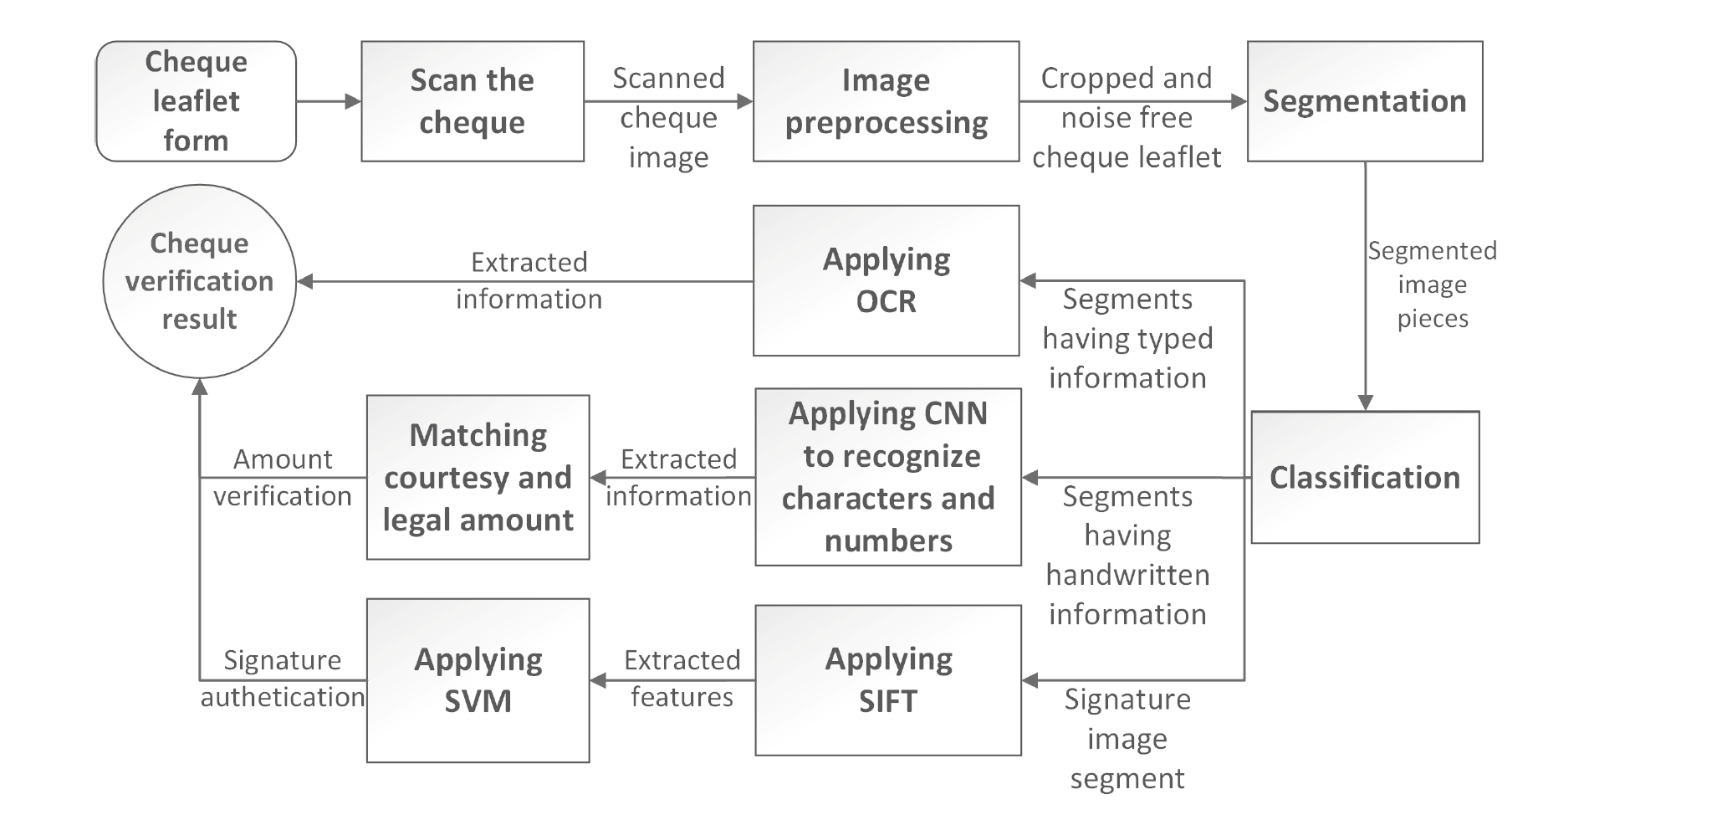 Cheque
leaflet
form
Scan the
cheque
Scanned
cheque
image
Image
preprocessing
Cropped and
noise free
cheque leaflet
Segmentation
Segmented
image
pieces
Classification
Segments
having typed
information
Applying
OCR
Extracted
information
Cheque
verification
result
Segments
having
handwritten
information
Applying CNN
to recognize
characters and
numbers
Extracted
information
Matching
courtesy and
legal amount
Amount
verification
Signature
image
segment
Applying
SIFT
Extracted
features
Applying
SVM
Signature
authetication